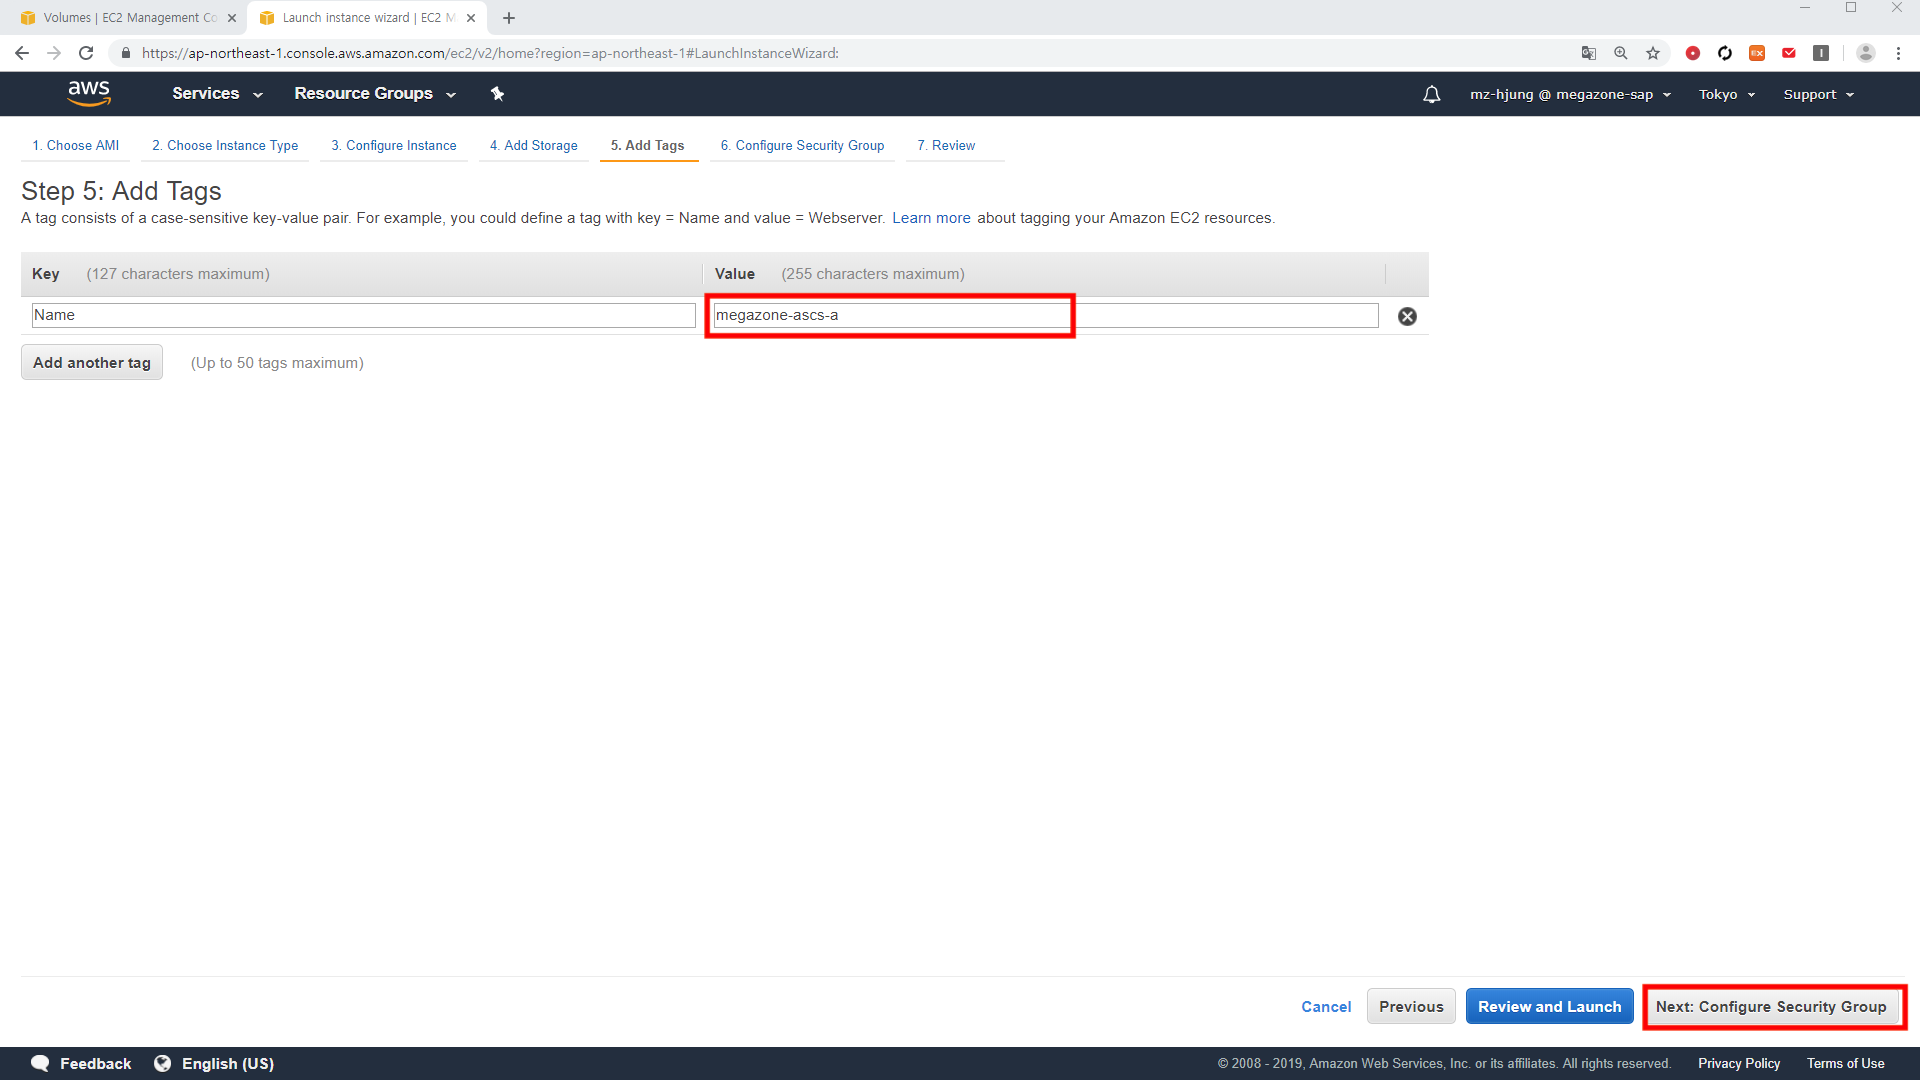 Volumes | EC2 Management Co
Launch instance wizard | EC2 M
https://ap-northeast-1.console.aws.amazon.com/ec2/v2/home?region=ap-northeast-1#LaunchInstanceWizard:
aws
Services
Resource Groups
mz-hjung @ megazone-sap
Tokyo
Support
1. Choose AMI
2. Choose Instance Type
3. Configure Instance
4. Add Storage
5. Add Tags
6. Configure Security Group
7. Review
Step 5: Add Tags
A tag consists of a case-sensitive key-value pair. For example, you could define a tag with key = Name and value = Webserver. Learn more about tagging your Amazon EC2 resources.
Key (127 characters maximum)
Value (255 characters maximum)
Name
megazone-ascs-a
Add another tag
(Up to 50 tags maximum)
Cancel
Previous
Review and Launch
Next: Configure Security Group
Feedback
English (US)
© 2008 - 2019, Amazon Web Services, Inc. or its affiliates. All rights reserved.
Privacy Policy
Terms of Use